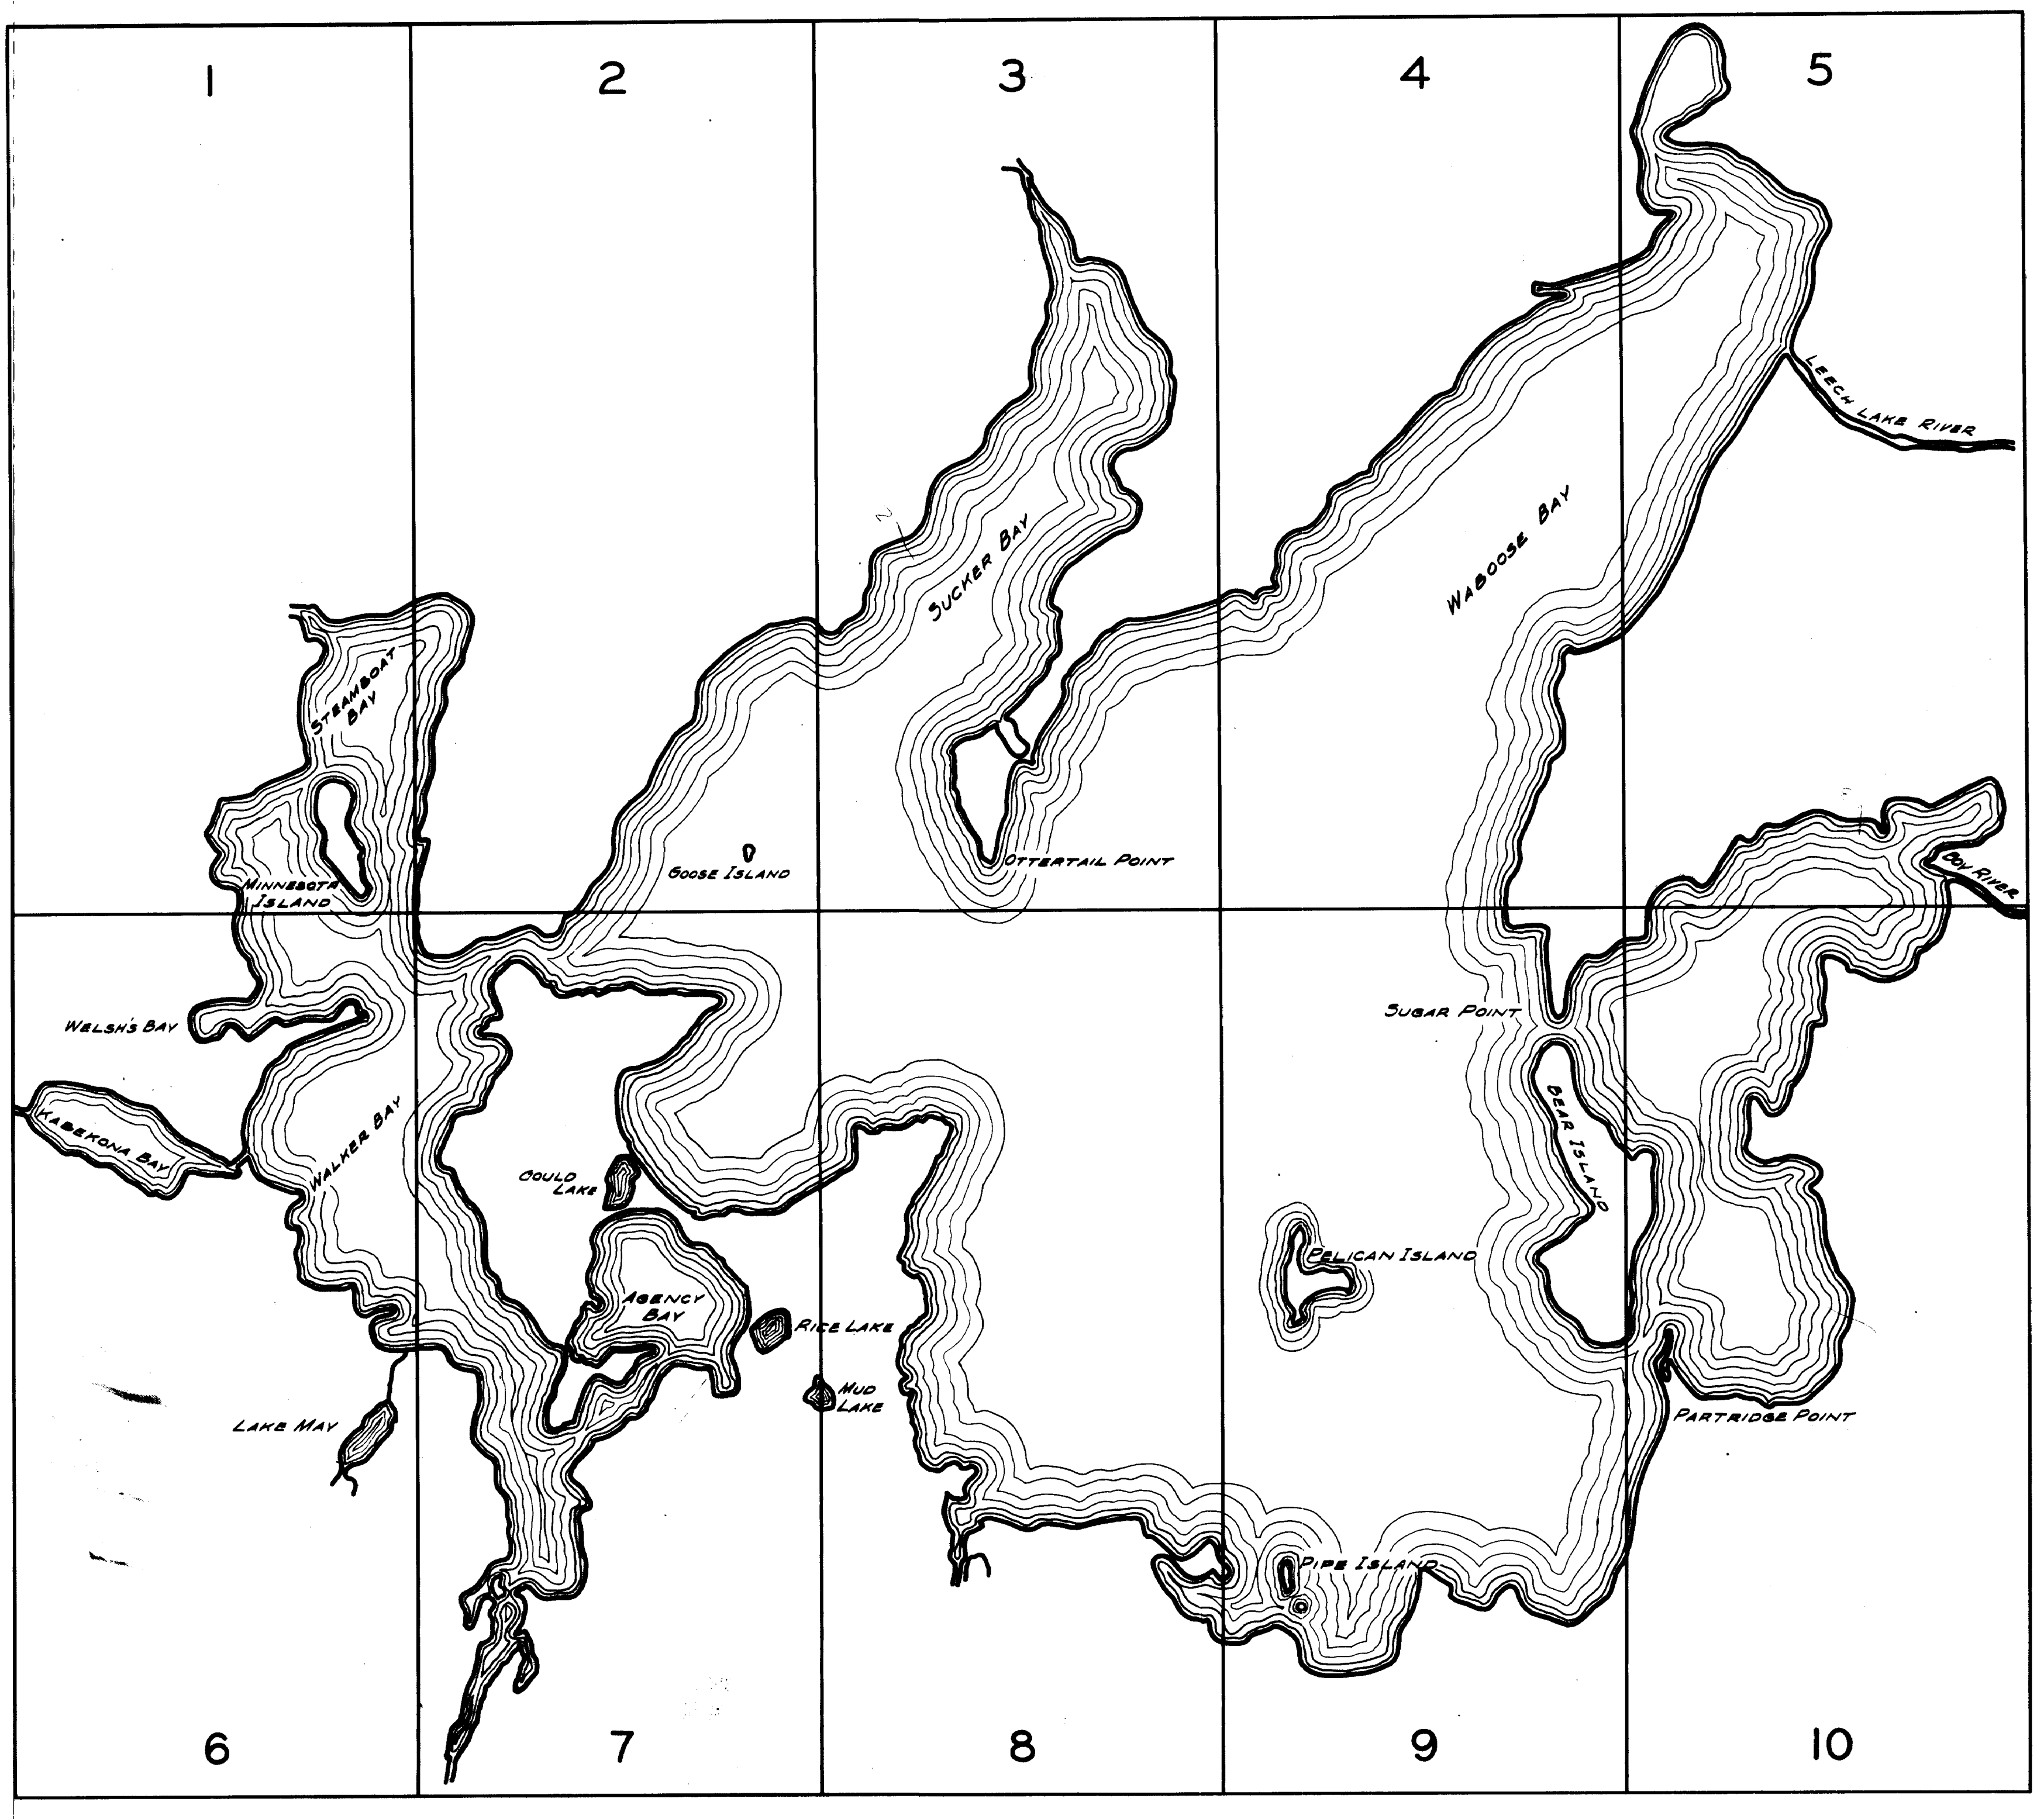 1
2
3
4
5
LEECH LAKE RIVER
SUCKER BAY
WABOOSE BAY
STEAMBOAT
BAY
GOOSE ISLAND
OTTERTAIL POINT
MINNESOTA
ISLAND
BOY RIVER
WELSH'S BAY
SUGAR POINT
KABEKONA BAY
WALKER BAY
BEAR ISLAND
GOULD
LAKE
PELICAN ISLAND
AGENCY
BAY
RICE LAKE
MUD
LAKE
LAKE MAY
PARTRIDGE POINT
PIPE ISLAND
6
7
8
9
10